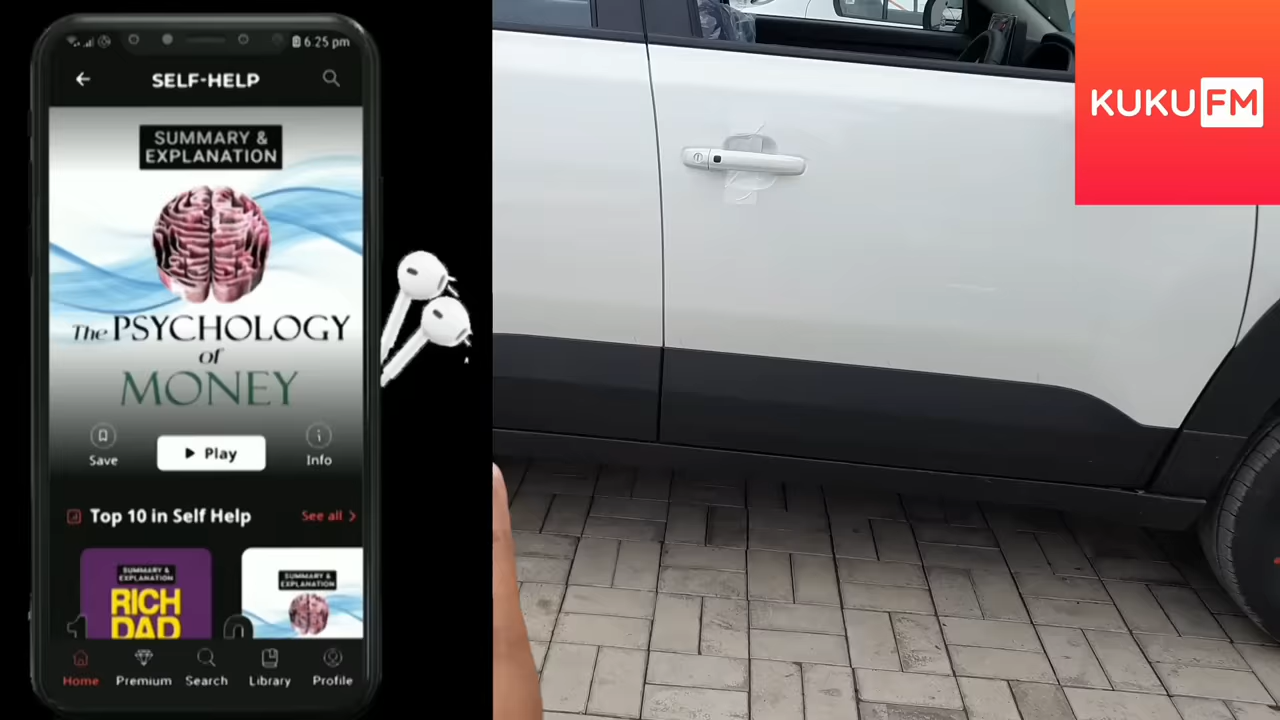 6.25 pm
SELF-HELP
SUMMARY &
EXPLANATION
The PSYCHOLOGY
of
MONEY
Save
Play
Info
Top 10 in Self Help
See all
SUMMARY &
EXPLANATION
RICH
DAD
SUMMARY &
EXPLANATION
1
Home
Premium
Search
Library
Profile
KUKU FM